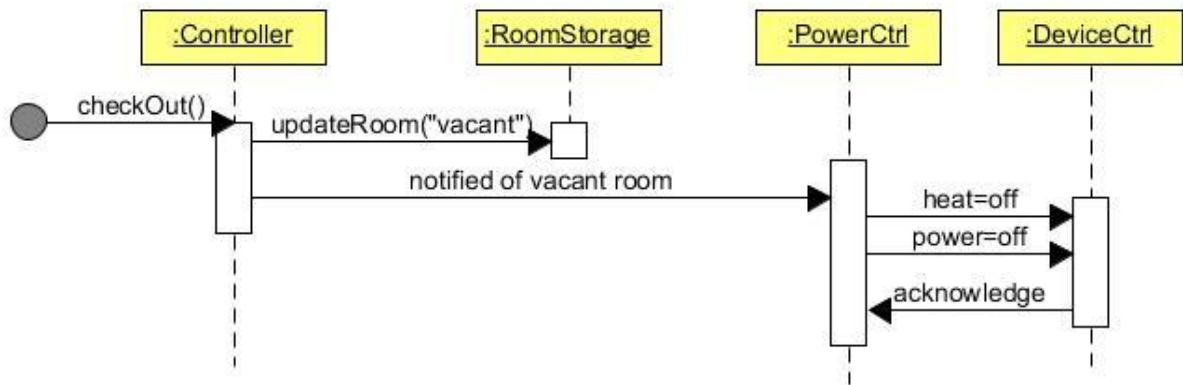 :Controller
:RoomStorage
:PowerCtrl
:DeviceCtrl
checkOut()
updateRoom("vacant")
notified of vacant room
heat=off
power=off
acknowledge